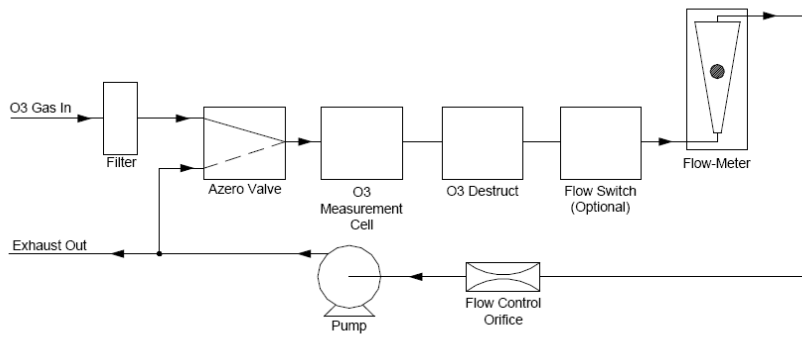 O3 Gas In
Filter
Azero Valve
O3
Measurement
Cell
O3 Destruct
Flow Switch
(Optional)
Flow-Meter
Exhaust Out
Pump
Flow Control
Orifice